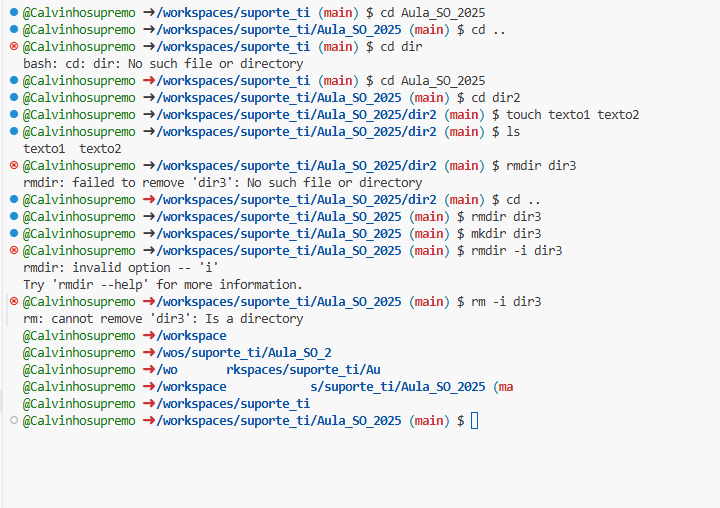 @Calvinhosupremo ➜/workspaces/suporte_ti (main) $ cd Aula_SO_2025
@Calvinhosupremo ➜/workspaces/suporte_ti/Aula_SO_2025 (main) $ cd ..
@Calvinhosupremo ➜/workspaces/suporte_ti (main) $ cd dir
bash: cd: dir: No such file or directory
@Calvinhosupremo ➜/workspaces/suporte_ti (main) $ cd Aula_SO_2025
@Calvinhosupremo ➜/workspaces/suporte_ti/Aula_SO_2025 (main) $ cd dir2
@Calvinhosupremo ➜/workspaces/suporte_ti/Aula_SO_2025/dir2 (main) $ touch texto1 texto2
@Calvinhosupremo ➜/workspaces/suporte_ti/Aula_SO_2025/dir2 (main) $ ls
texto1  texto2
@Calvinhosupremo ➜/workspaces/suporte_ti/Aula_SO_2025/dir2 (main) $ rmdir dir3
rmdir: failed to remove 'dir3': No such file or directory
@Calvinhosupremo ➜/workspaces/suporte_ti/Aula_SO_2025/dir2 (main) $ cd ..
@Calvinhosupremo ➜/workspaces/suporte_ti/Aula_SO_2025 (main) $ rmdir dir3
@Calvinhosupremo ➜/workspaces/suporte_ti/Aula_SO_2025 (main) $ mkdir dir3
@Calvinhosupremo ➜/workspaces/suporte_ti/Aula_SO_2025 (main) $ rmdir -i dir3
rmdir: invalid option -- 'i'
Try 'rmdir --help' for more information.
@Calvinhosupremo ➜/workspaces/suporte_ti/Aula_SO_2025 (main) $ rm -i dir3
rm: cannot remove 'dir3': Is a directory
@Calvinhosupremo ➜/workspace
@Calvinhosupremo ➜/wos/suporte_ti/Aula_SO_2
@Calvinhosupremo ➜/wo       rkspaces/suporte_ti/Au
@Calvinhosupremo ➜/workspace            s/suporte_ti/Aula_SO_2025 (ma
@Calvinhosupremo ➜/workspaces/suporte_ti
@Calvinhosupremo ➜/workspaces/suporte_ti/Aula_SO_2025 (main) $